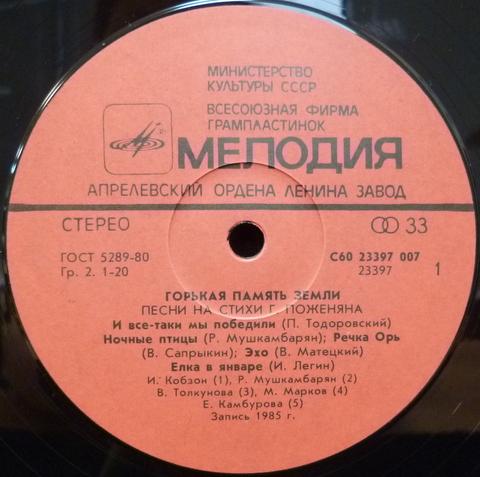 МИНИСТЕРСТВО
КУЛЬТУРЫ СССР
ВСЕСОЮЗНАЯ ФИРМА
ГРАМПЛАСТИНОК
МЕЛОДИЯ
АПРЕЛЕВСКИЙ ОРДЕНА ЛЕНИНА ЗАВОД
СТЕРЕО
33
ГОСТ 5289-80
С60 23397 007
Гр. 2. 1-20
23397
1
ГОРЬКАЯ ПАМЯТЬ ЗЕМЛИ
ПЕСНИ НА СТИХИ Г. ПОЖЕНЯНА
И все-таки мы победили (П. Тодоровский)
Ночные птицы (Р. Мушкамбарян); Речка Орь
(В. Сапрыкин); Эхо (В. Матецкий)
Елка в январе (И. Легин)
И. Кобзон (1), Р. Мушкамбарян (2)
В. Толкунова (3), М. Марков (4)
Е. Камбурова (5)
Запись 1985 г.